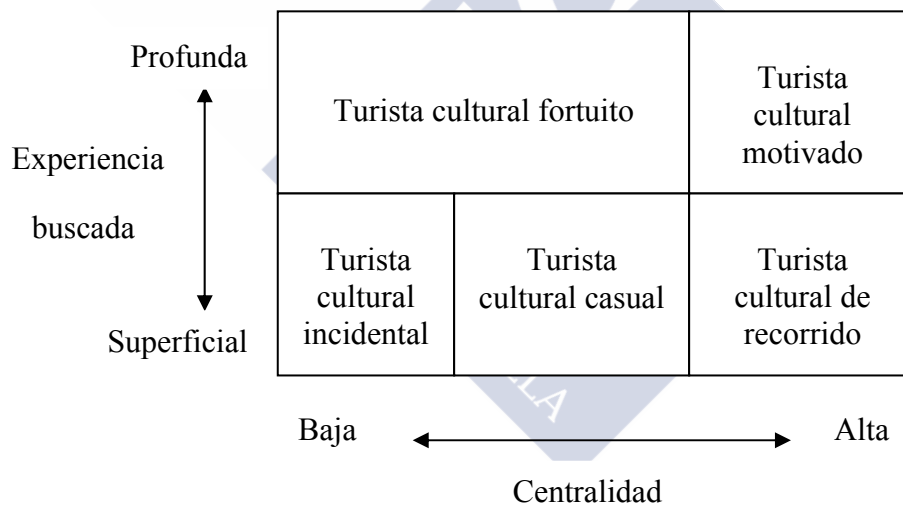 Profunda
Experiencia
buscada
Superficial
Turista cultural fortuito
Turista
cultural
motivado
Turista
cultural
incidental
Turista
cultural casual
Turista
cultural de
recorrido
Baja
Alta
Centralidad